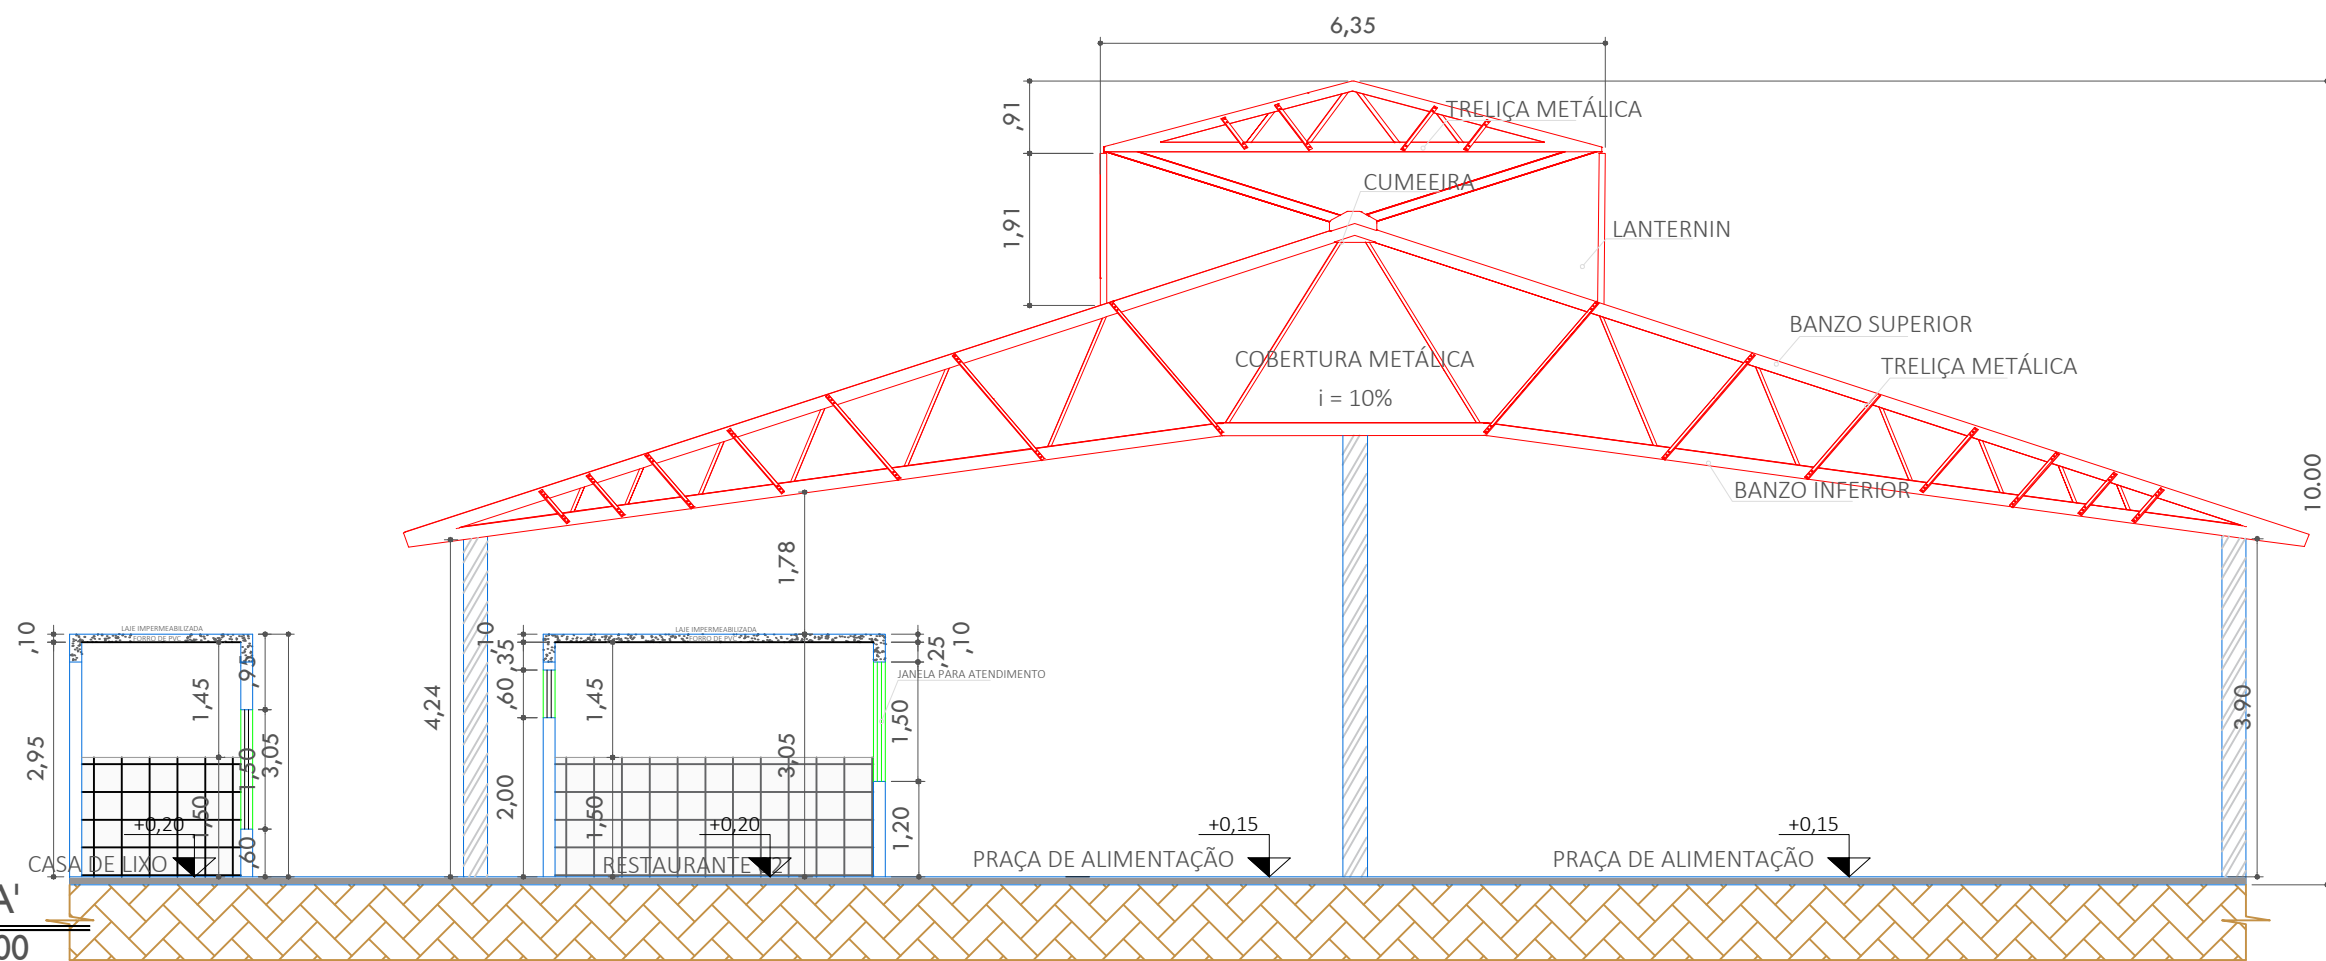 6,35
,91
TRELIÇA METÁLICA
CUMEEIRA
1,91
LANTERNIN
BANZO SUPERIOR
COBERTURA METÁLICA
TRELIÇA METÁLICA
i = 10%
BANZO INFERIOR
10.00
1,78
,10
LAJE IMPERMEABILIZADA
FORRO DE PVC
,10
,35
LAJE IMPERMEABILIZADA
FORRO DE PVC
,25
,10
JANELA PARA ATENDIMENTO
,95
1,45
,60
1,45
1,50
4,24
3.90
2,95
1,50
3,05
3,05
2,00
1,50
1,50
1,20
+0,20
+0,20
+0,15
+0,15
,60
CASA DE LIXO
RESTAURANTE
PRAÇA DE ALIMENTAÇÃO
PRAÇA DE ALIMENTAÇÃO
A'
00